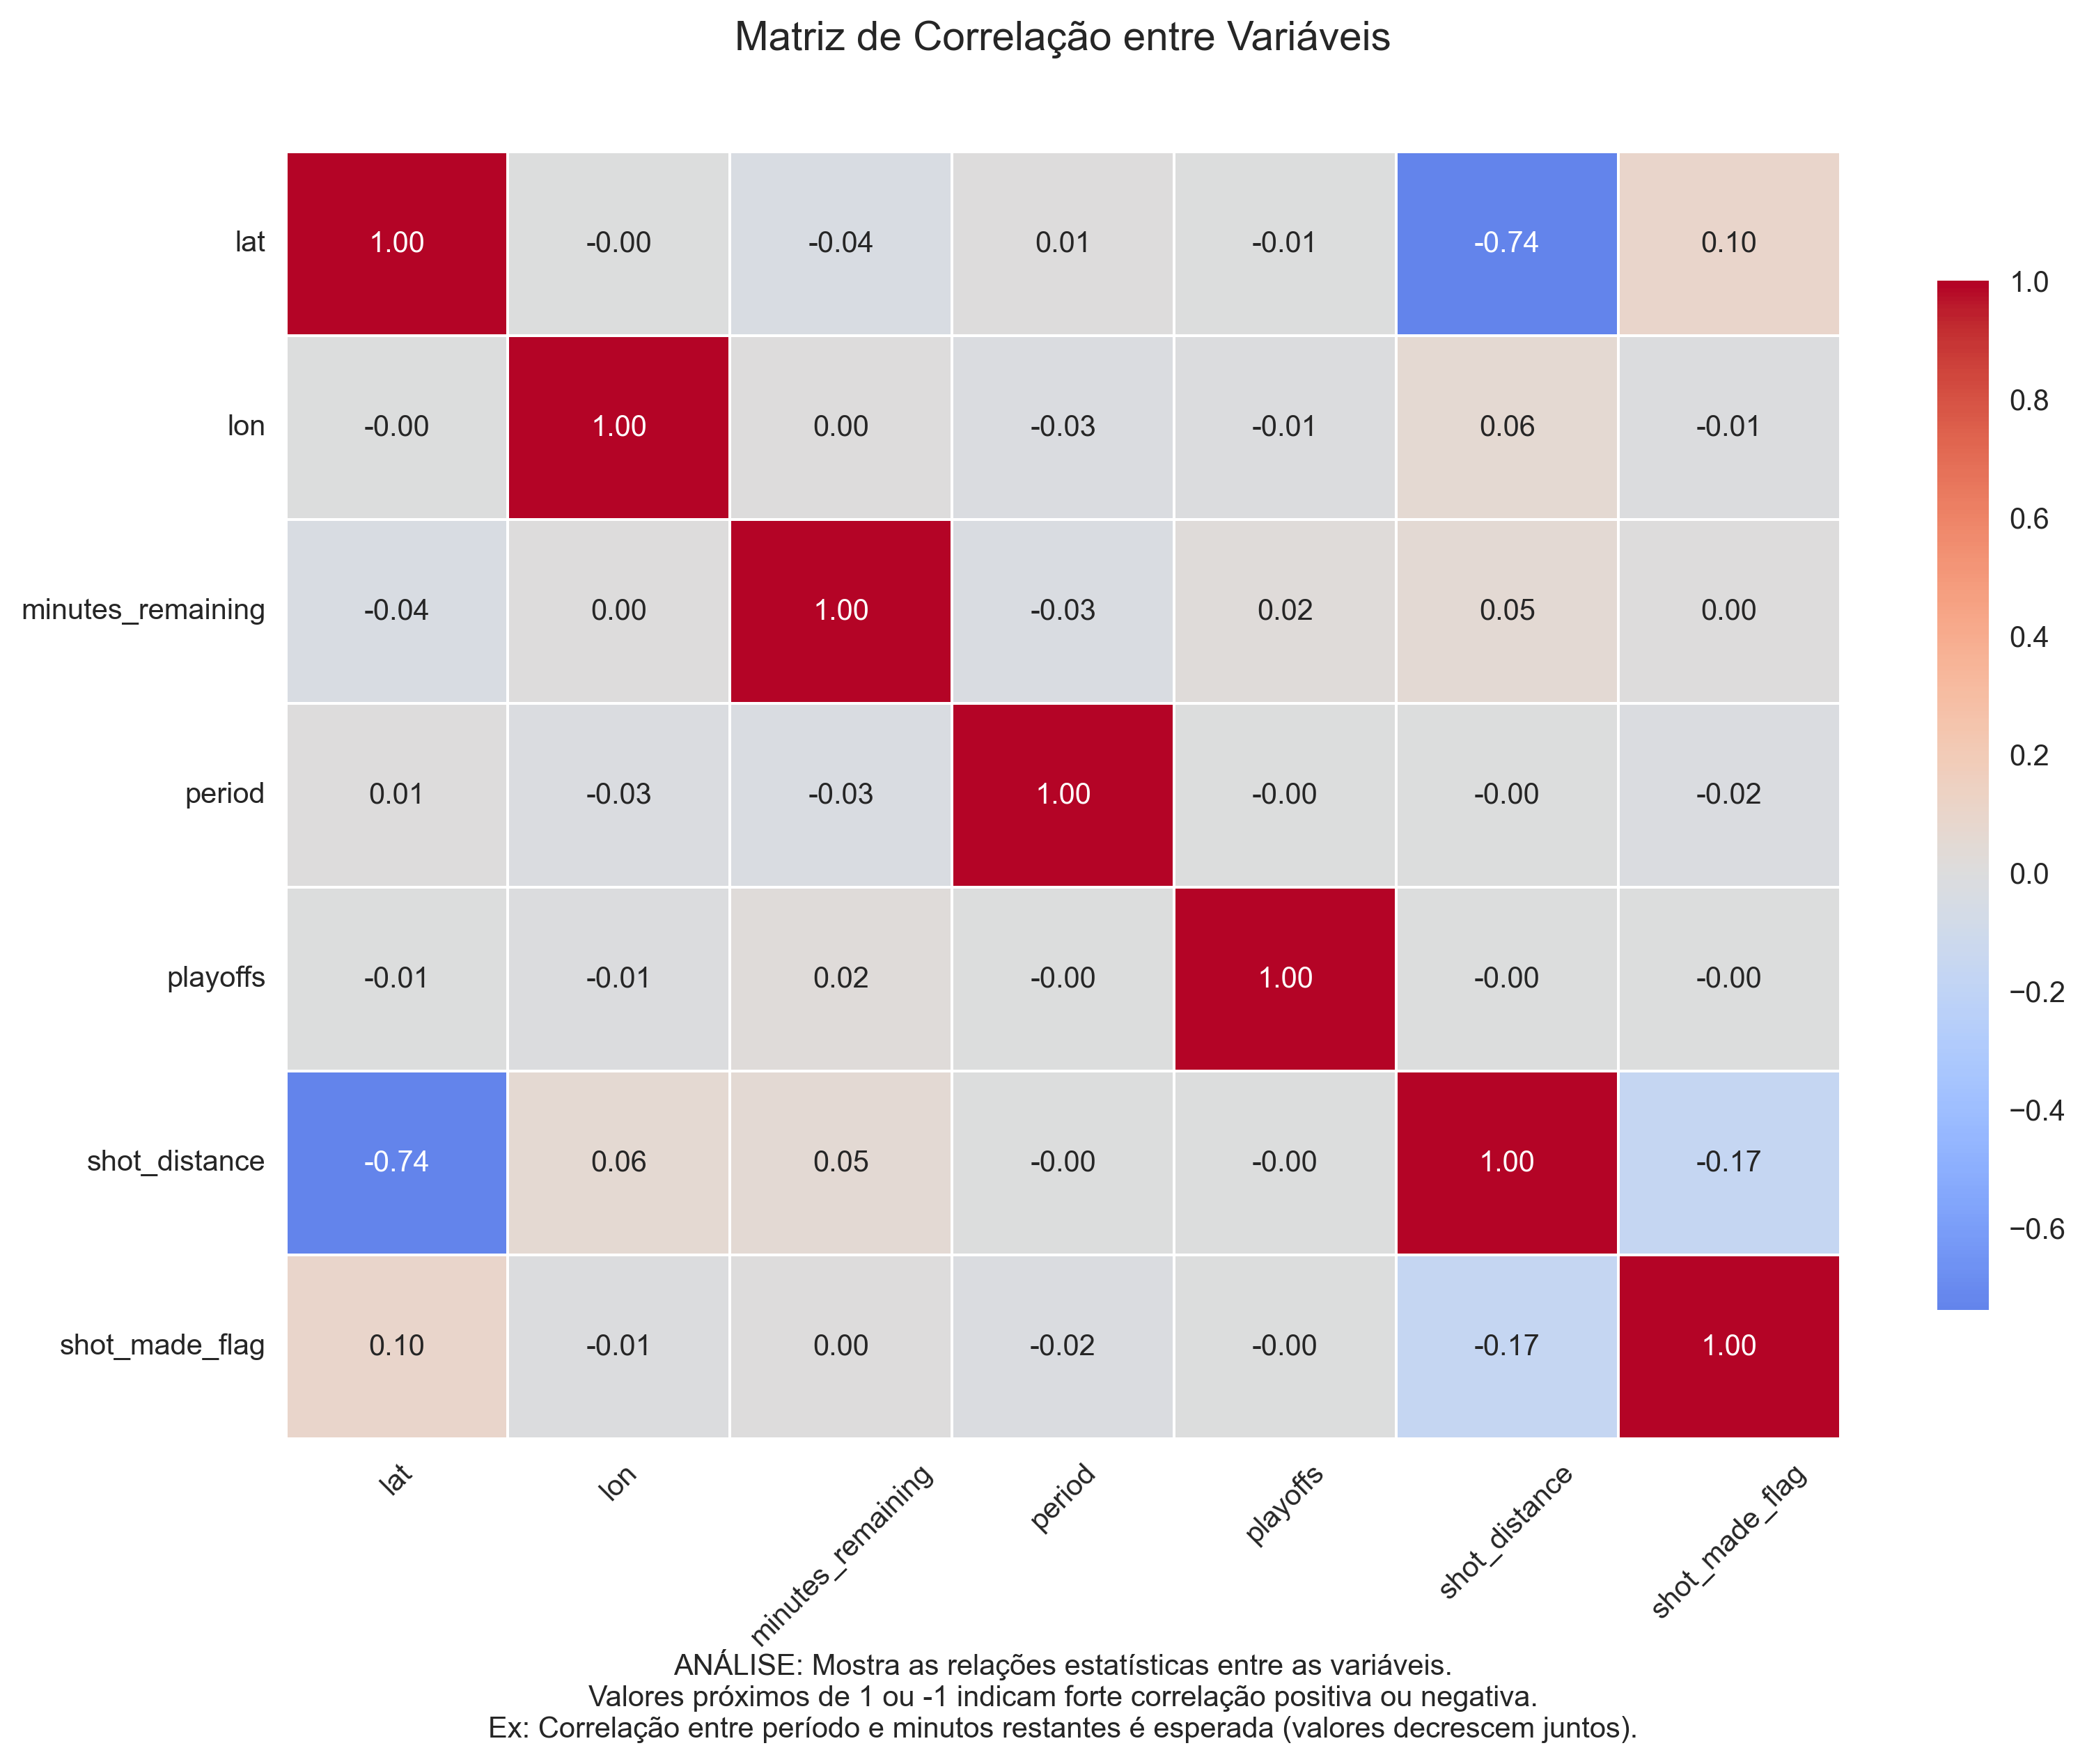 Matriz de Correlação entre Variáveis
lat 1.00 -0.00 -0.04 0.01 -0.01 -0.74 0.10
lon -0.00 1.00 0.00 -0.03 -0.01 0.06 -0.01
minutes_remaining -0.04 0.00 1.00 -0.03 0.02 0.05 0.00
period 0.01 -0.03 -0.03 1.00 -0.00 -0.00 -0.02
playoffs -0.01 -0.01 0.02 -0.00 1.00 -0.00 -0.00
shot_distance -0.74 0.06 0.05 -0.00 -0.00 1.00 -0.17
shot_made_flag 0.10 -0.01 0.00 -0.02 -0.00 -0.17 1.00
lat lon minutes_remaining period playoffs shot_distance shot_made_flag
1.0
0.8
0.6
0.4
0.2
0.0
−0.2
−0.4
−0.6
ANÁLISE: Mostra as relações estatísticas entre as variáveis.
Valores próximos de 1 ou -1 indicam forte correlação positiva ou negativa.
Ex: Correlação entre período e minutos restantes é esperada (valores decrescem juntos).